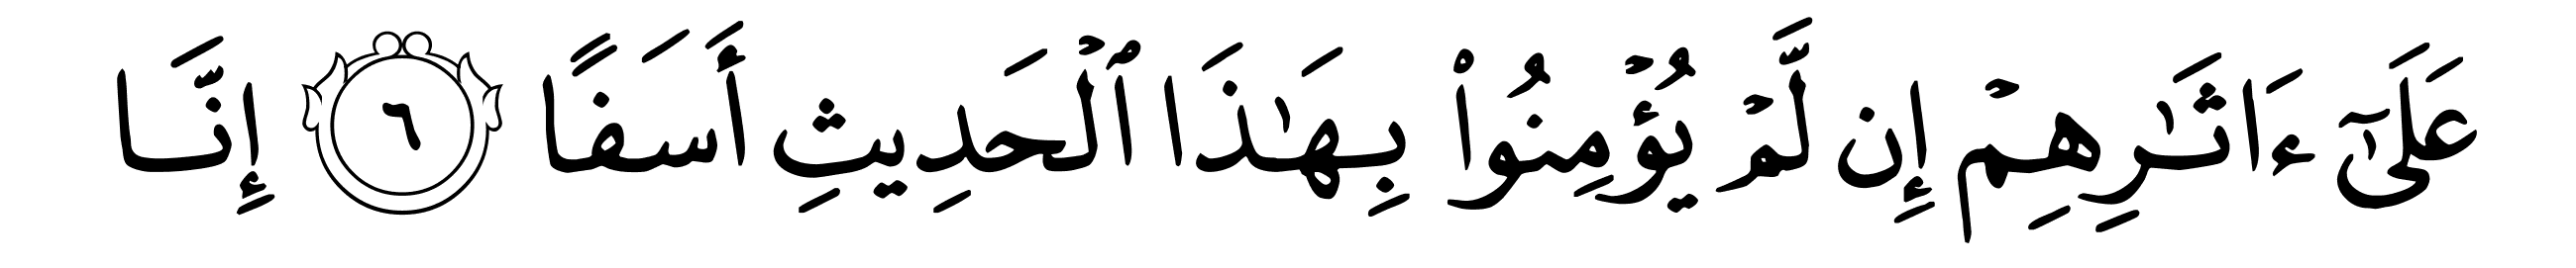 عَلَىٰٓ ءَاثَٰرِهِمْ إِن لَّمْ يُؤْمِنُوا۟ بِهَٰذَا ٱلْحَدِيثِ أَسَفًا ٦ إِنَّا